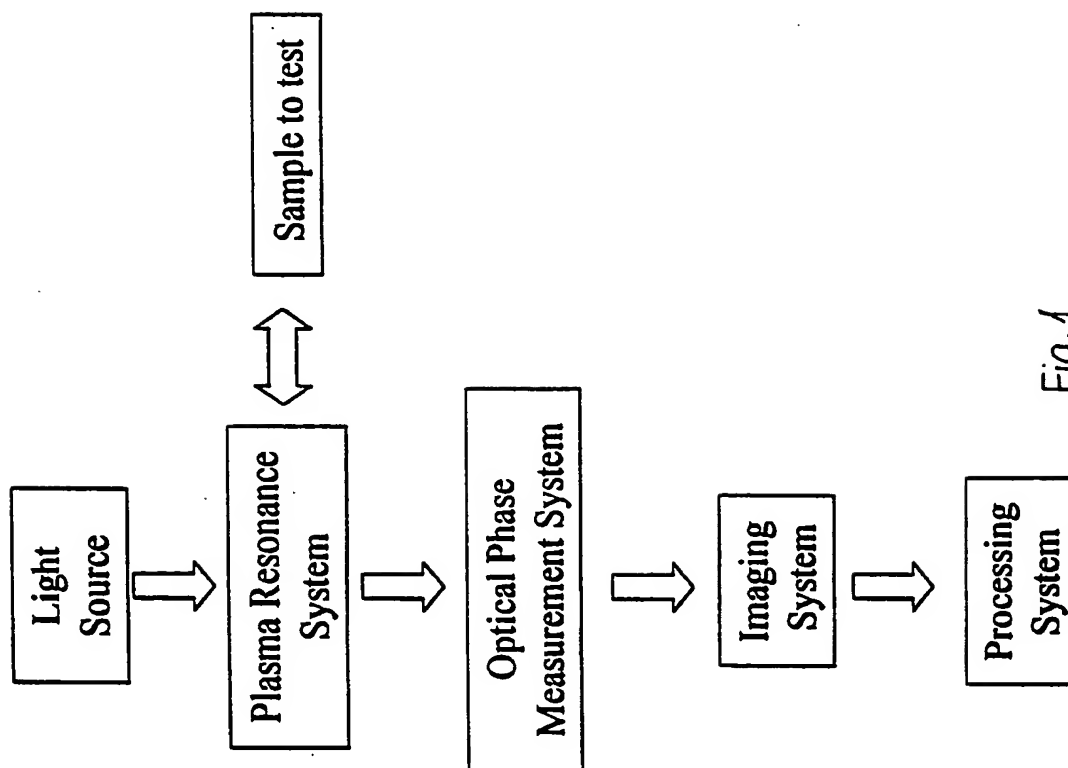 Light
Source
Plasma Resonance
System
Sample to test
Optical Phase
Measurement System
Imaging
System
Processing
System
Fig. 1